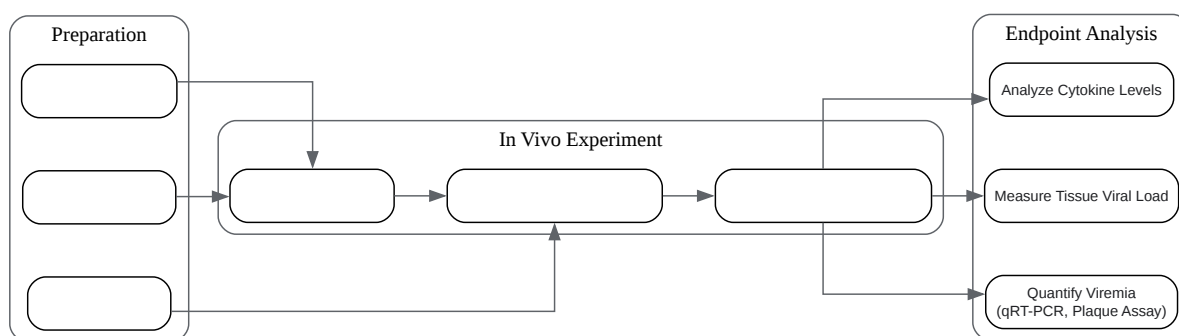 Preparation
Endpoint Analysis
Analyze Cytokine Levels
In Vivo Experiment
Measure Tissue Viral Load
Quantify Viremia
(qRT-PCR, Plaque Assay)